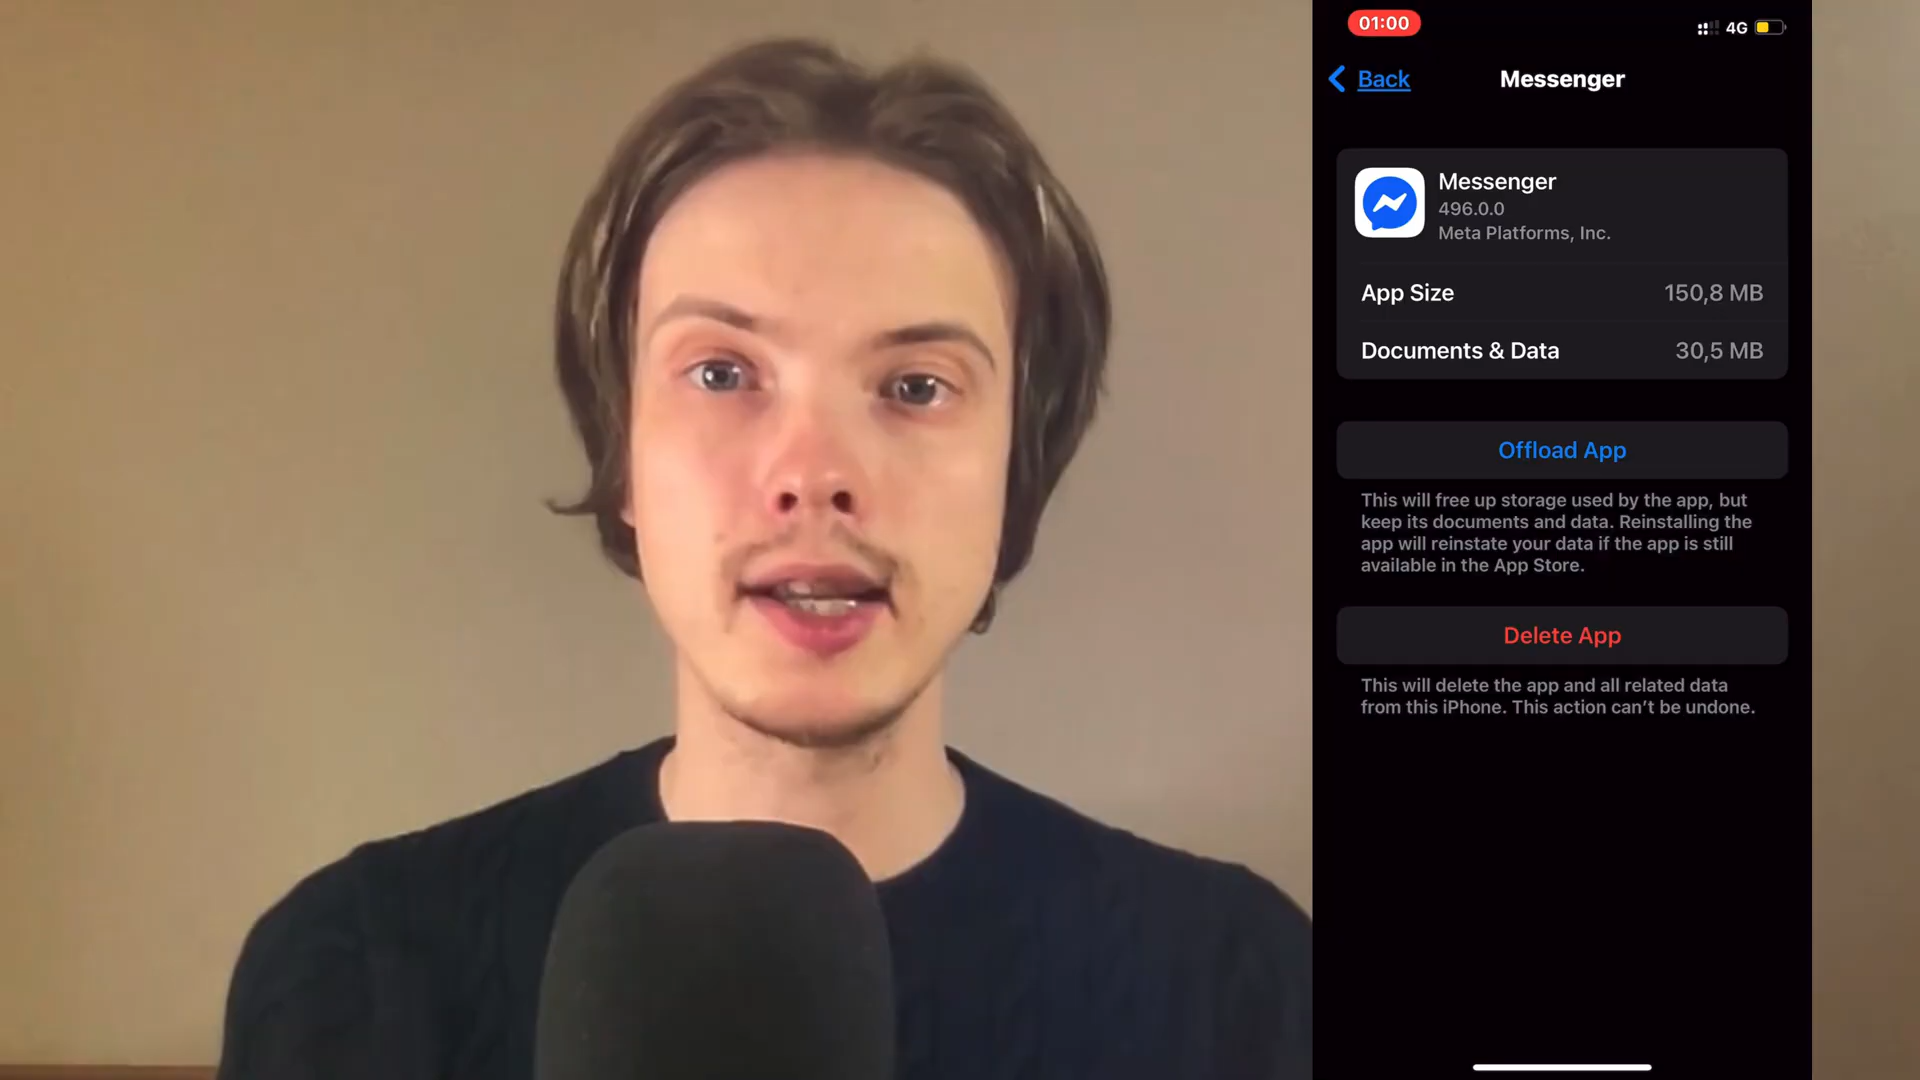 01:00
4G
Back
Messenger
Messenger
496.0.0
Meta Platforms, Inc.
App Size
150,8 MB
Documents & Data
30,5 MB
Offload App
This will free up storage used by the app, but
keep its documents and data. Reinstalling the
app will reinstate your data if the app is still
available in the App Store.
Delete App
This will delete the app and all related data
from this iPhone. This action can’t be undone.